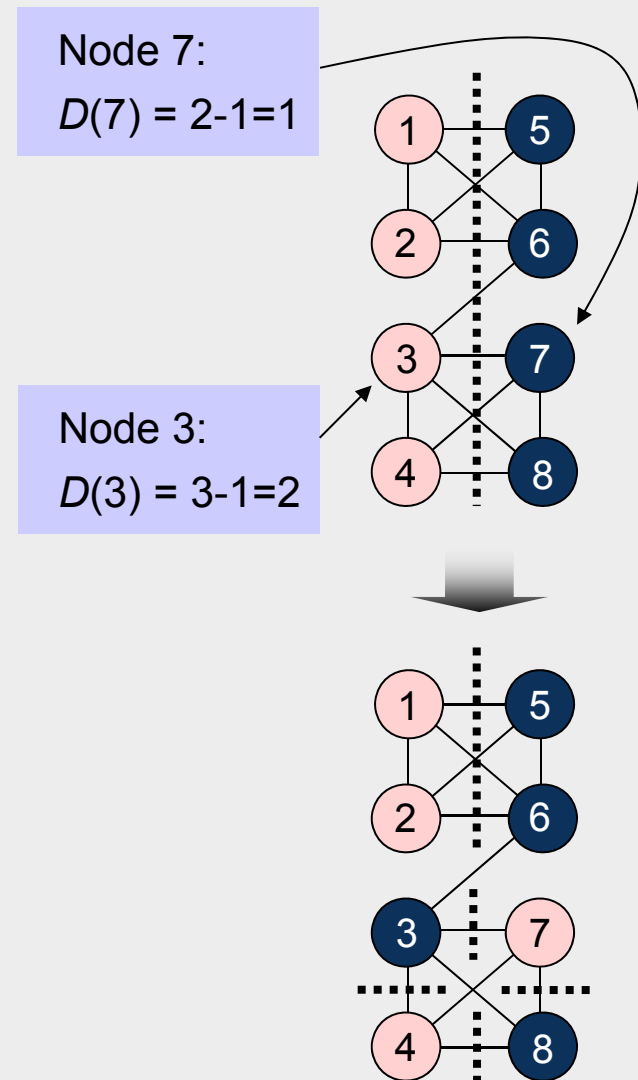 Node 7:
D(7) = 2-1=1
1 5
2 6
3 7
Node 3:
D(3) = 3-1=2
4 8
1 5
2 6
3 7
4 8